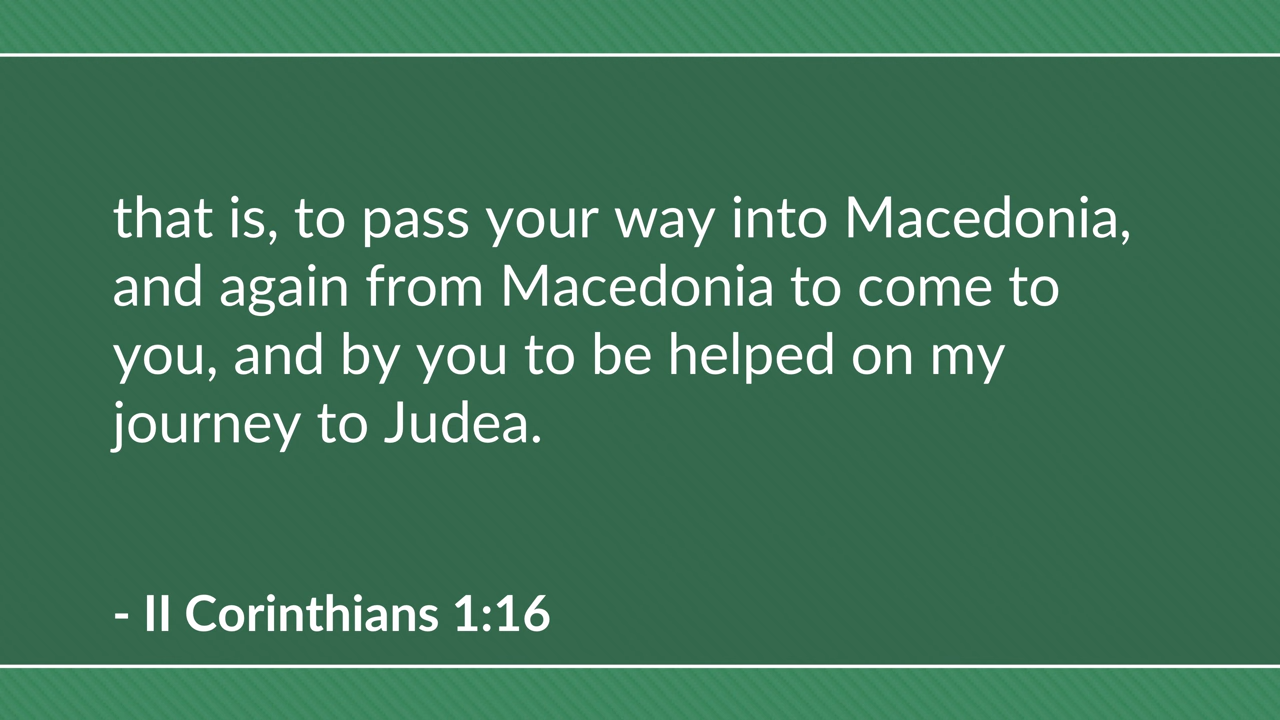 that is, to pass your way into Macedonia,
and again from Macedonia to come to
you, and by you to be helped on my
journey to Judea.
- II Corinthians 1:16